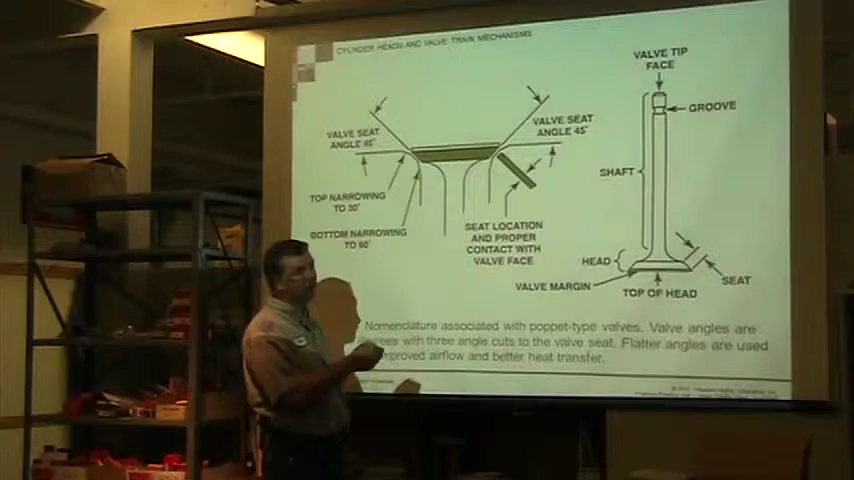 CYLINDER HEADS AND VALVE TRAIN MECHANISMS
VALVE TIP
FACE
GROOVE
VALVE SEAT
ANGLE 45°
VALVE SEAT
ANGLE 45°
SHAFT
TOP NARROWING
TO 30°
BOTTOM NARROWING
TO 60°
SEAT LOCATION
AND PROPER
CONTACT WITH
VALVE FACE
HEAD
SEAT
VALVE MARGIN
TOP OF HEAD
Nomenclature associated with poppet-type valves. Valve angles are
with three angle cuts to the valve seat. Flatter angles are used
improved airflow and better heat transfer.